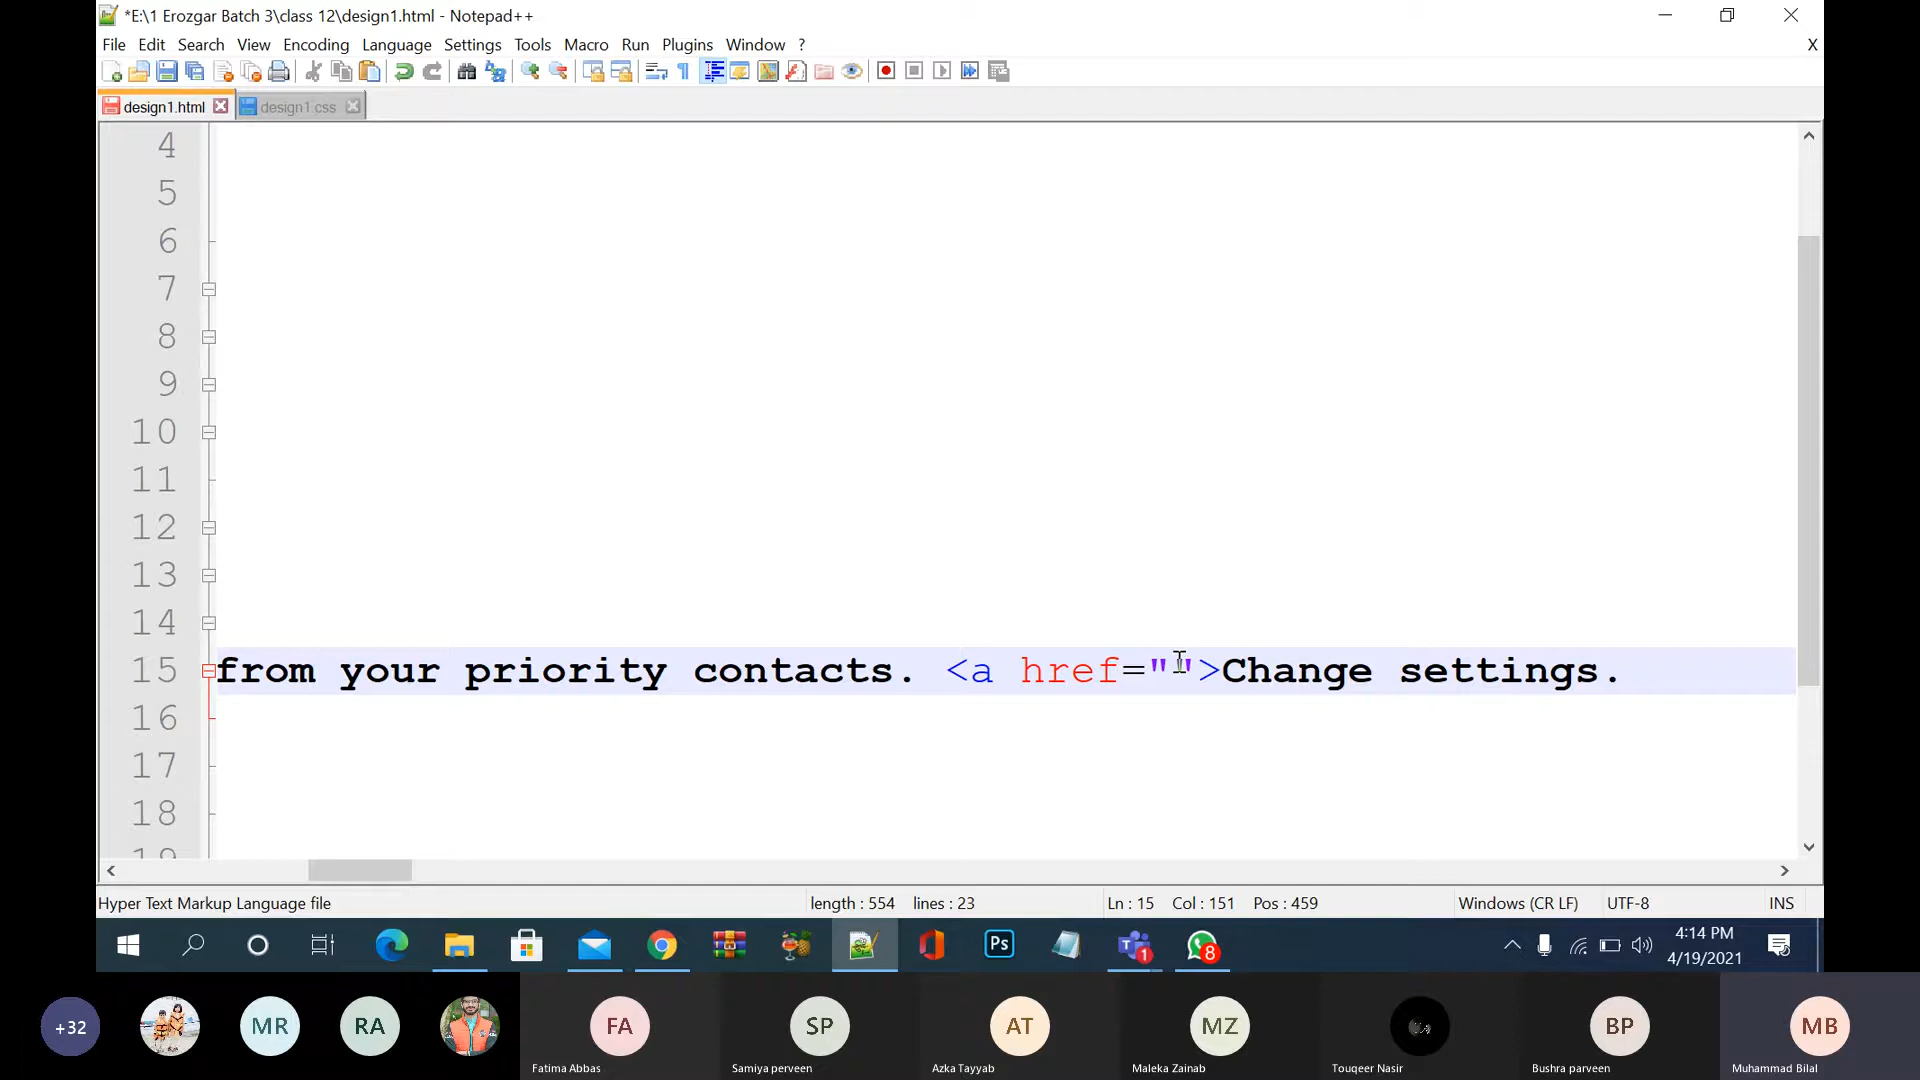 *E:\1 Erozgar Batch 3\class 12\design1.html - Notepad++
File Edit Search View Encoding Language Settings Tools Macro Run Plugins Window ? X
design1.html design1.css
4
5
6
7
8
9
10
11
12
13
14
15 from your priority contacts. <a href="">Change settings.
16
17
18
19
Hyper Text Markup Language file length : 554 lines : 23 Ln : 15 Col : 151 Pos : 459 Windows (CR LF) UTF-8 INS
Ps 1 8 4:14 PM
4/19/2021
+32 MR RA FA SP AT MZ BP MB
Fatima Abbas Samiya perveen Azka Tayyab Maleka Zainab Touqeer Nasir Bushra parveen Muhammad Bilal